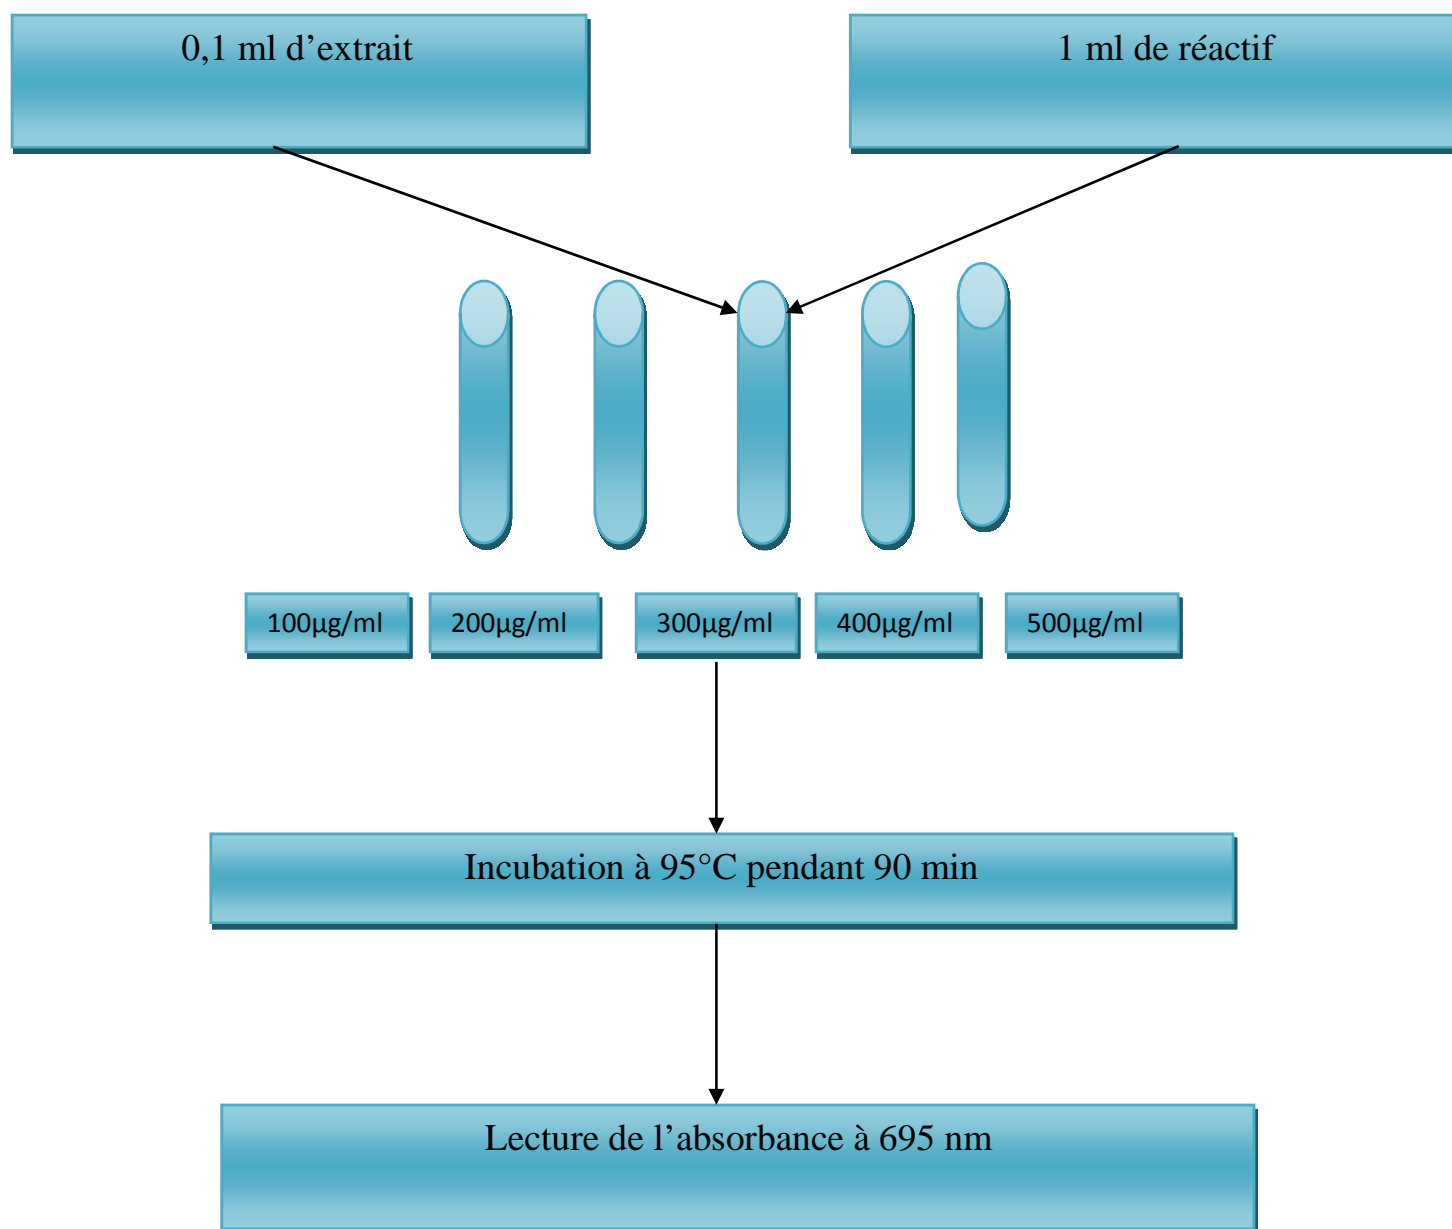 0,1 ml d’extrait
1 ml de réactif
100µg/ml
200µg/ml
300µg/ml
400µg/ml
500µg/ml
Incubation à 95°C pendant 90 min
Lecture de l’absorbance à 695 nm